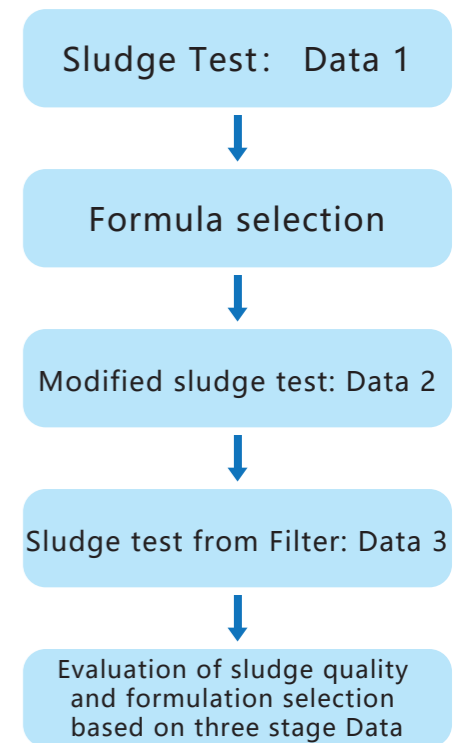 Sludge Test: Data 1
Formula selection
Modified sludge test: Data 2
Sludge test from Filter: Data 3
Evaluation of sludge quality
and formulation selection
based on three stage Data